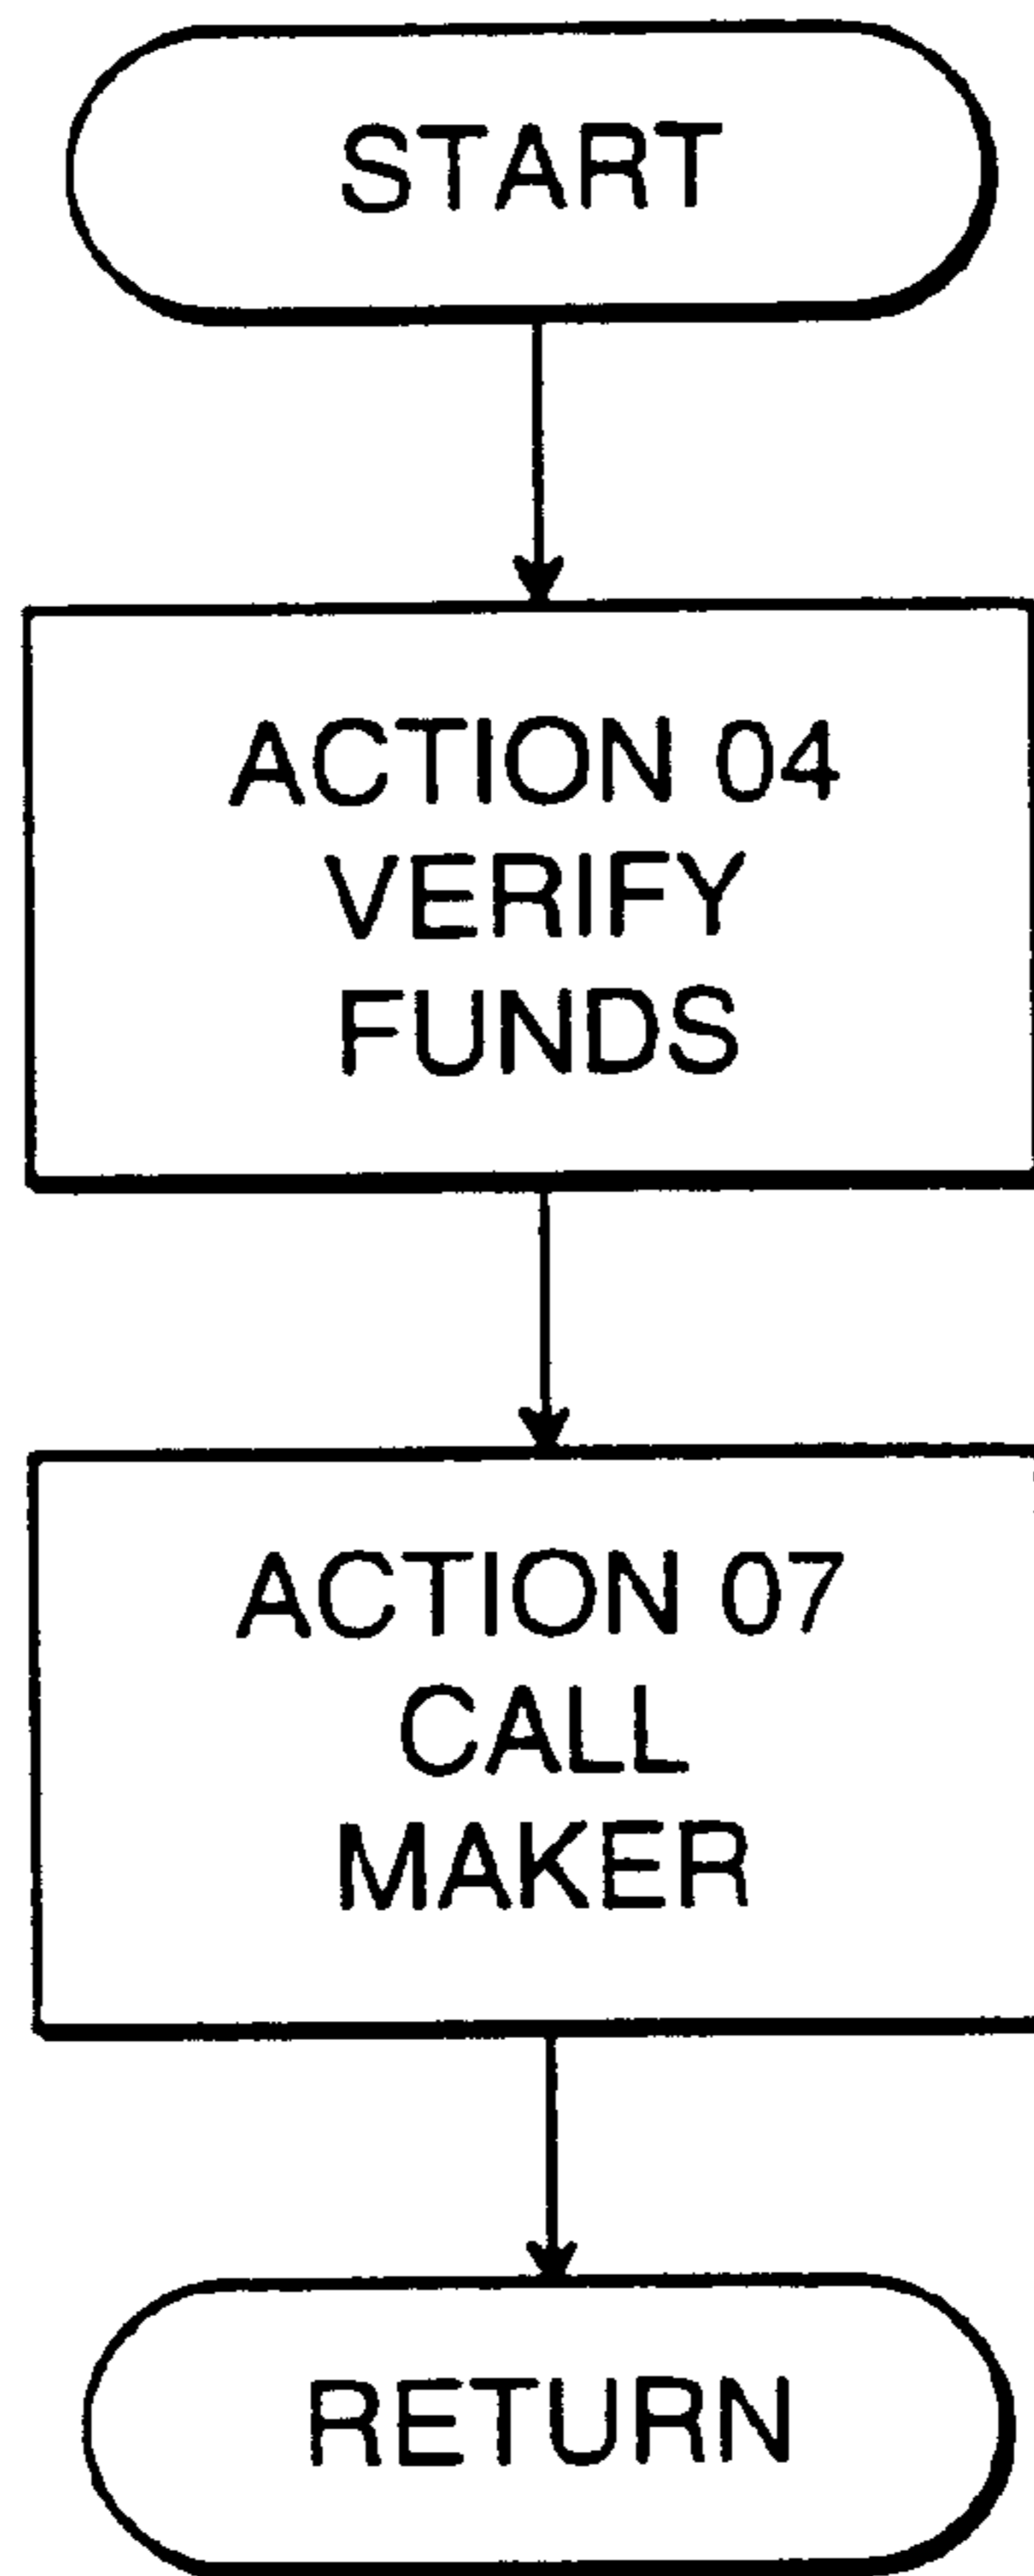 START
ACTION 04
VERIFY
FUNDS
ACTION 07
CALL
MAKER
RETURN